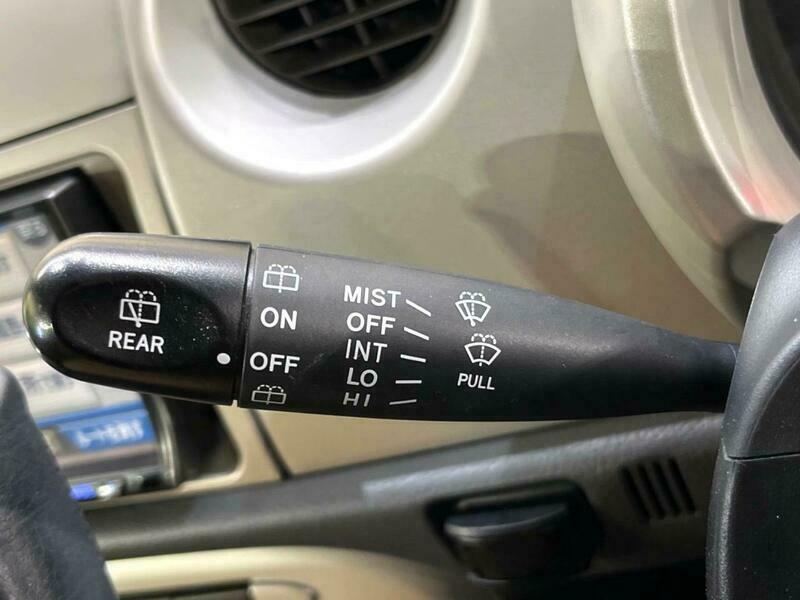 REAR
ON
OFF
MIST
OFF
INT
LO
HI
PULL